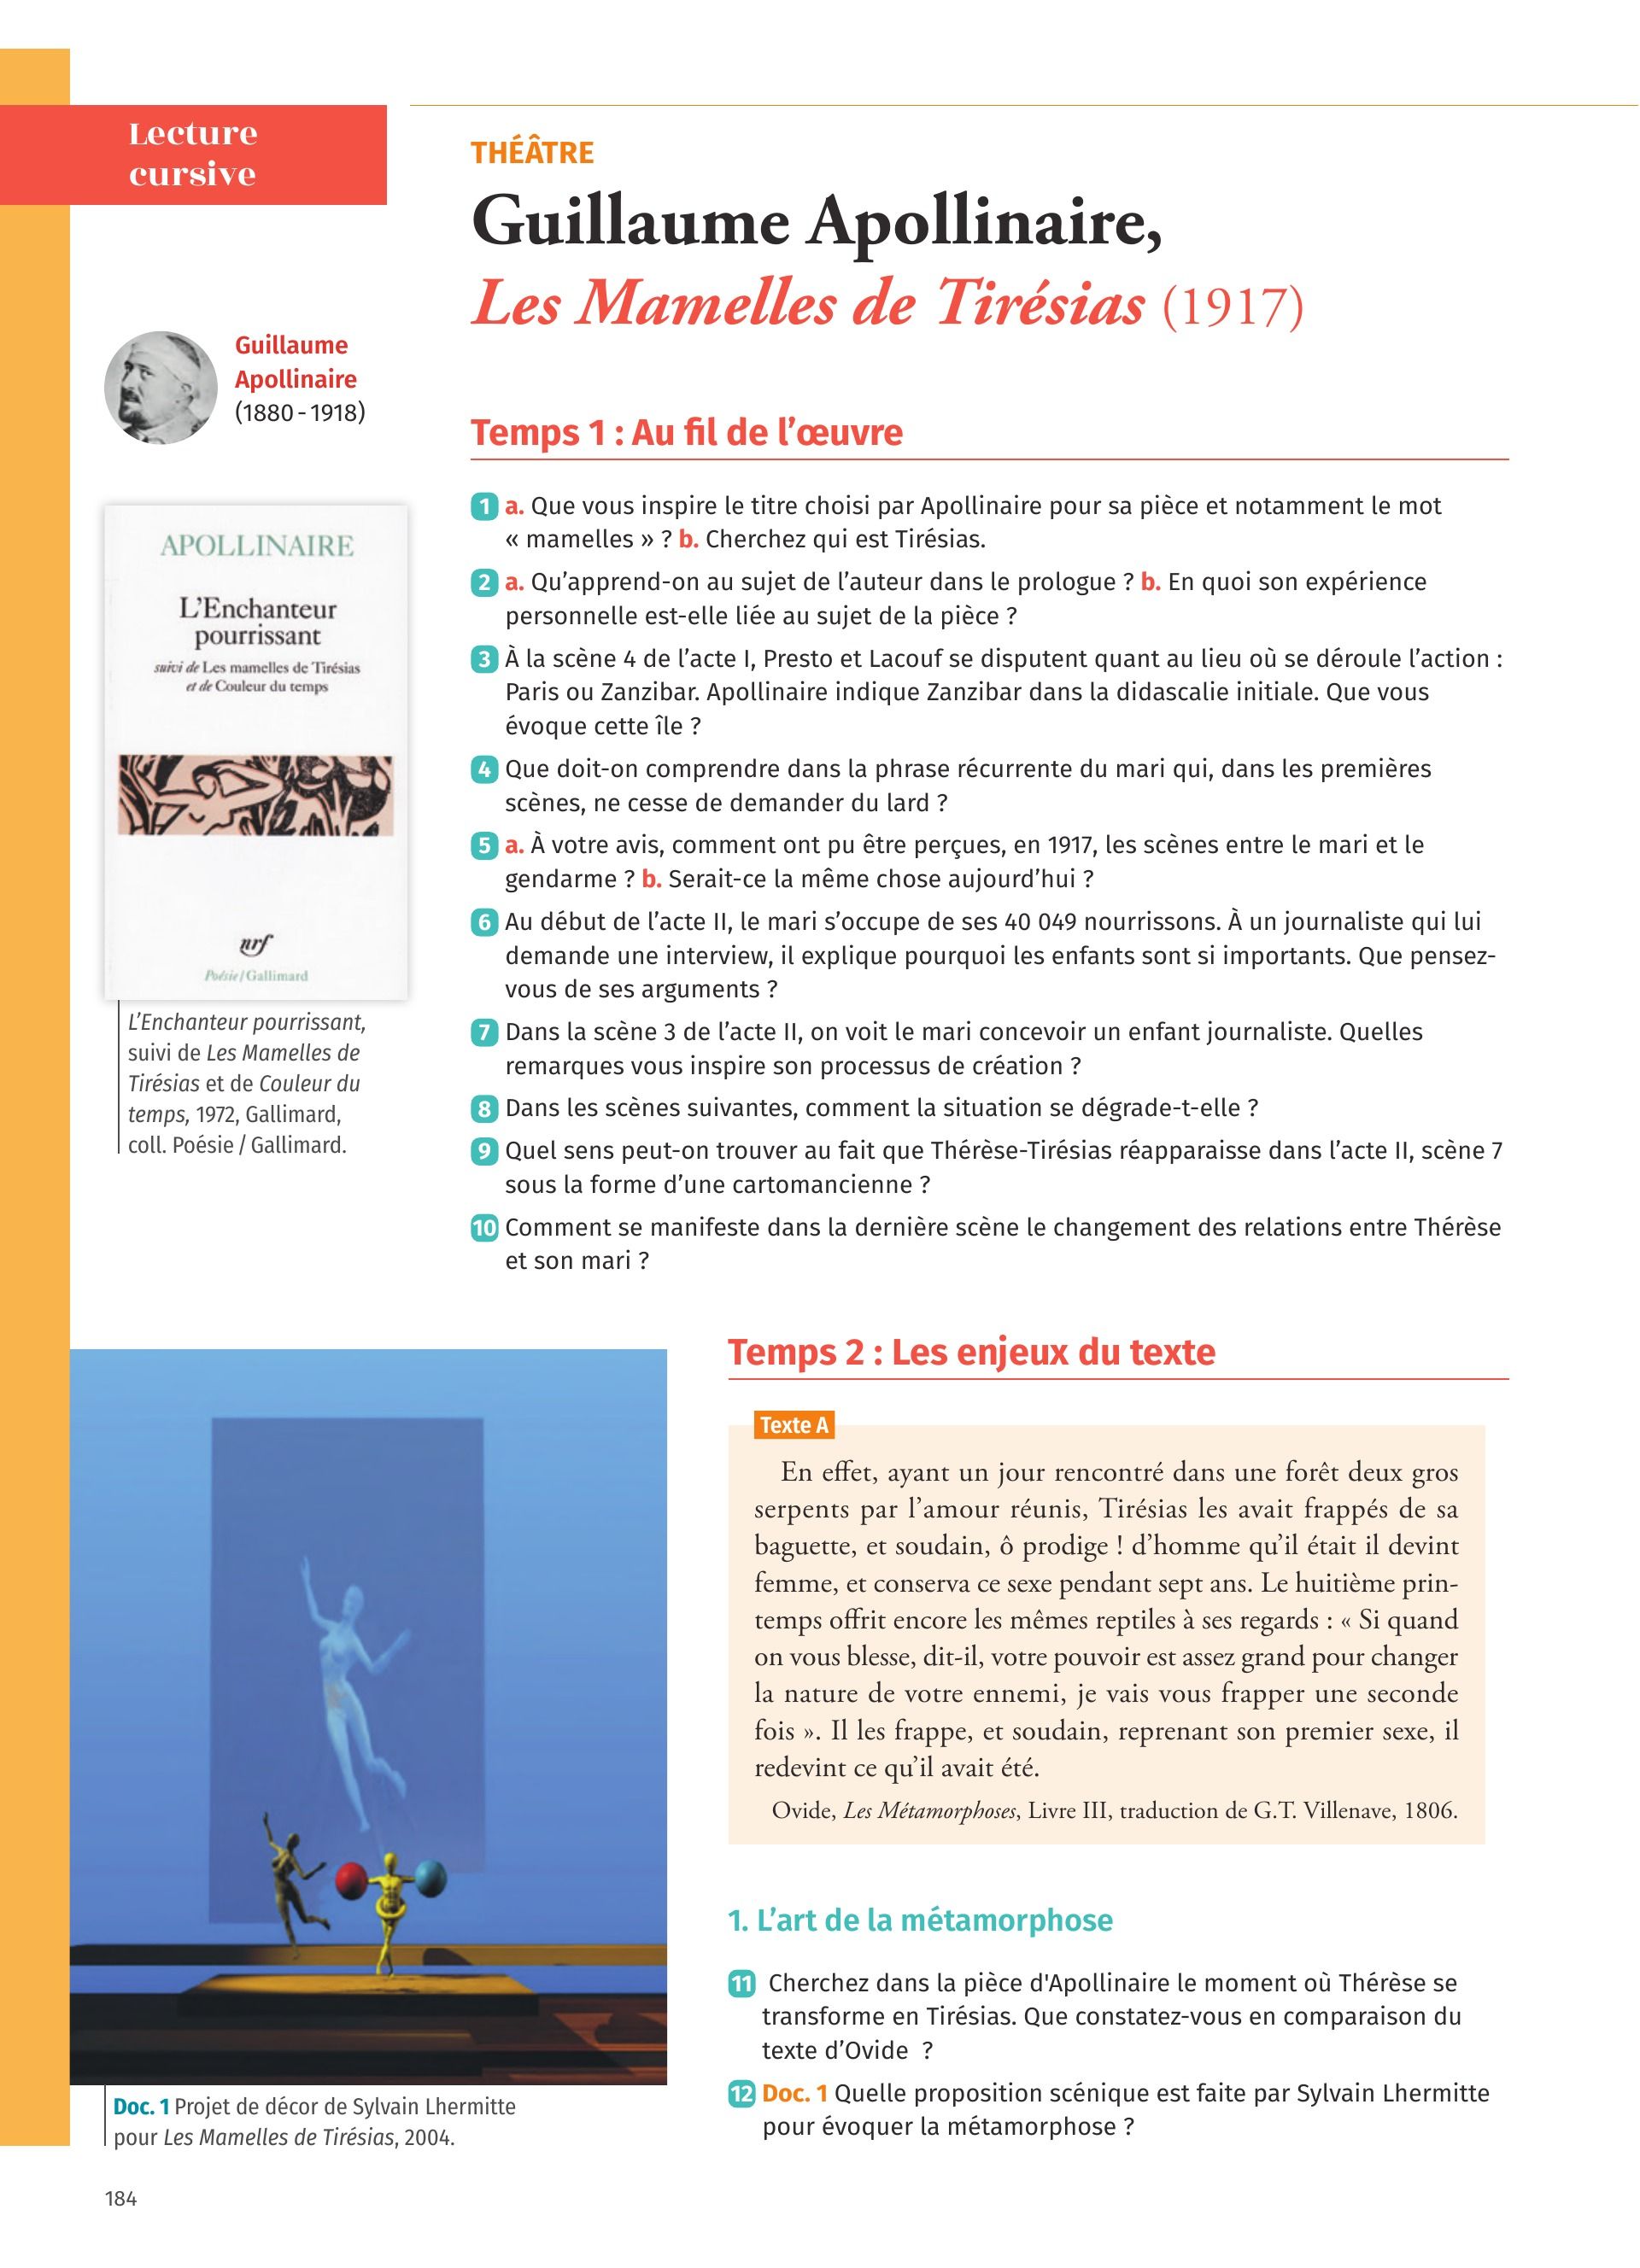 Lecture
cursive
THÉÂTRE
Guillaume Apollinaire,
Les Mamelles de Tirésias (1917)
Guillaume
Apollinaire
(1880 - 1918)
APOLLINAIRE
L’Enchanteur
pourrissant
suivi de Les mamelles de Tirésias
et de Couleur du temps
nrf
Poésie / Gallimard
L’Enchanteur pourrissant,
suivi de Les Mamelles de
Tirésias et de Couleur du
temps, 1972, Gallimard,
coll. Poésie / Gallimard.
Temps 1 : Au fil de l’œuvre
1 a. Que vous inspire le titre choisi par Apollinaire pour sa pièce et notamment le mot
« mamelles » ? b. Cherchez qui est Tirésias.
2 a. Qu’apprend-on au sujet de l’auteur dans le prologue ? b. En quoi son expérience
personnelle est-elle liée au sujet de la pièce ?
3 À la scène 4 de l’acte I, Presto et Lacouf se disputent quant au lieu où se déroule l’action :
Paris ou Zanzibar. Apollinaire indique Zanzibar dans la didascalie initiale. Que vous
évoque cette île ?
4 Que doit-on comprendre dans la phrase récurrente du mari qui, dans les premières
scènes, ne cesse de demander du lard ?
5 a. À votre avis, comment ont pu être perçues, en 1917, les scènes entre le mari et le
gendarme ? b. Serait-ce la même chose aujourd’hui ?
6 Au début de l’acte II, le mari s’occupe de ses 40 049 nourrissons. À un journaliste qui lui
demande une interview, il explique pourquoi les enfants sont si importants. Que pensez-
vous de ses arguments ?
7 Dans la scène 3 de l’acte II, on voit le mari concevoir un enfant journaliste. Quelles
remarques vous inspire son processus de création ?
8 Dans les scènes suivantes, comment la situation se dégrade-t-elle ?
9 Quel sens peut-on trouver au fait que Thérèse-Tirésias réapparaisse dans l’acte II, scène 7
sous la forme d’une cartomancienne ?
10 Comment se manifeste dans la dernière scène le changement des relations entre Thérèse
et son mari ?
Temps 2 : Les enjeux du texte
Texte A
En effet, ayant un jour rencontré dans une forêt deux gros
serpents par l’amour réunis, Tirésias les avait frappés de sa
baguette, et soudain, ô prodige ! d’homme qu’il était il devint
femme, et conserva ce sexe pendant sept ans. Le huitième prin-
temps offrit encore les mêmes reptiles à ses regards : « Si quand
on vous blesse, dit-il, votre pouvoir est assez grand pour changer
la nature de votre ennemi, je vais vous frapper une seconde
fois ». Il les frappe, et soudain, reprenant son premier sexe, il
redevint ce qu’il avait été.
Ovide, Les Métamorphoses, Livre III, traduction de G.T. Villenave, 1806.
1. L’art de la métamorphose
11 Cherchez dans la pièce d'Apollinaire le moment où Thérèse se
transforme en Tirésias. Que constatez-vous en comparaison du
texte d’Ovide ?
12 Doc. 1 Quelle proposition scénique est faite par Sylvain Lhermitte
pour évoquer la métamorphose ?
Doc. 1 Projet de décor de Sylvain Lhermitte
pour Les Mamelles de Tirésias, 2004.
184